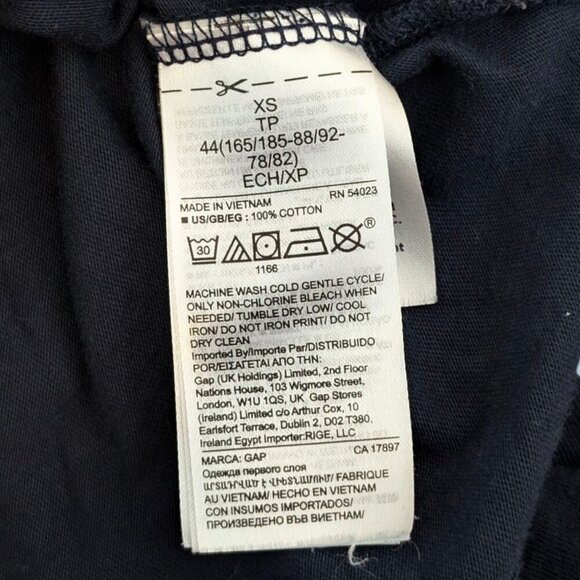 XS
TP
44(165/185-88/92-
78/82)
ECH/XP
MADE IN VIETNAM RN 54023
■ US/GB/EG : 100% COTTON
30
®
1166
MACHINE WASH COLD GENTLE CYCLE/
ONLY NON-CHLORINE BLEACH WHEN
NEEDED/ TUMBLE DRY LOW/ COOL
IRON/ DO NOT IRON PRINT/ DO NOT
DRY CLEAN
Imported By/Importe Par/DISTRIBUIDO
POR/ΕΙΣΑΓΕΤΑΙ ΑΠΟ ΤΗΝ:
Gap (UK Holdings) Limited, 2nd Floor
Nations House, 103 Wigmore Street,
London, W1U 1QS, UK Gap Stores
(Ireland) Limited c/o Arthur Cox, 10
Earlsfort Terrace, Dublin 2, D02 T380,
Ireland Egypt Importer:RIGE, LLC
MARCA: GAP CA 17897
Одежда первого слоя
ԱՐՏԱԴՐՎԱԾ Է ՎԻԵՏՆԱՄՈՒՄ/ FABRIQUE
AU VIETNAM/ HECHO EN VIETNAM
CON INSUMOS IMPORTADOS/
ПРОИЗВЕДЕНО ВЪВ Виетнам/